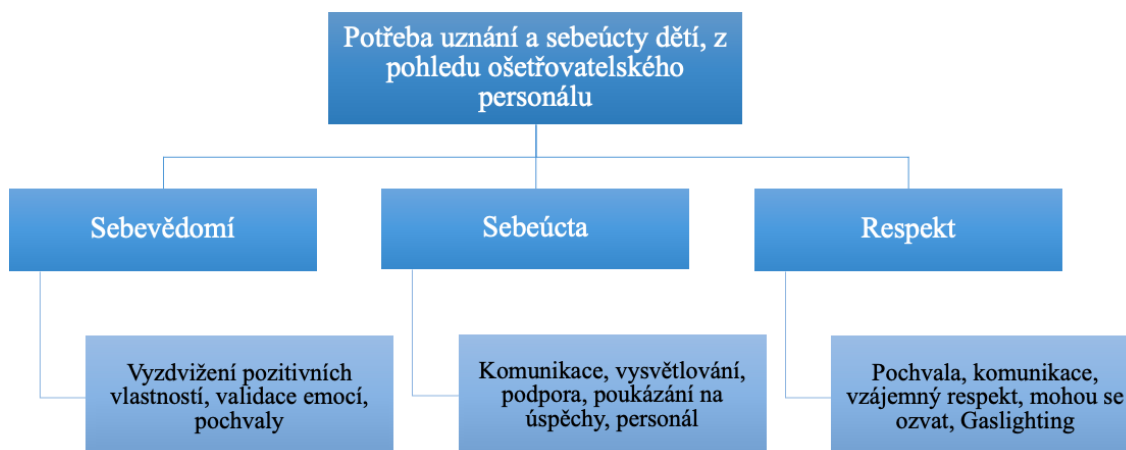 Potřeba uznání a sebeúcty dětí, z
pohledu ošetřovatelského
personálu
Sebevědomí
Sebeúcta
Respekt
Vyzdvižení pozitivních
vlastností, validace emocí,
pochvaly
Komunikace, vysvětlování,
podpora, poukázání na
úspěchy, personál
Pochvala, komunikace,
vzájemný respekt, mohou se
ozvat, Gaslighting